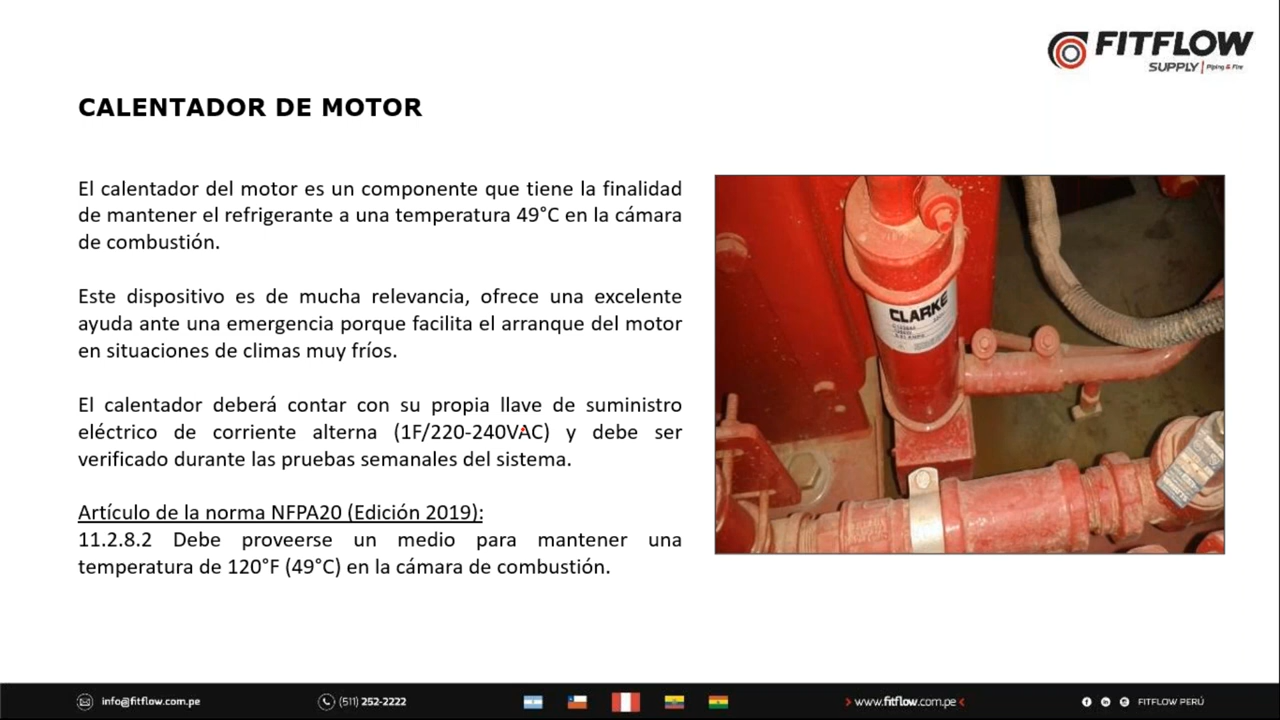 FITFLOW
SUPPLY | Piping & Fire
CALENTADOR DE MOTOR
El calentador del motor es un componente que tiene la finalidad
de mantener el refrigerante a una temperatura 49°C en la cámara
de combustión.
Este dispositivo es de mucha relevancia, ofrece una excelente
ayuda ante una emergencia porque facilita el arranque del motor
en situaciones de climas muy fríos.
El calentador deberá contar con su propia llave de suministro
eléctrico de corriente alterna (1F/220-240VAC) y debe ser
verificado durante las pruebas semanales del sistema.
Artículo de la norma NFPA20 (Edición 2019):
11.2.8.2 Debe proveerse un medio para mantener una
temperatura de 120°F (49°C) en la cámara de combustión.
CLARKE
info@fitflow.com.pe
(511) 252-2222
www.fitflow.com.pe
FITFLOW PERÚ